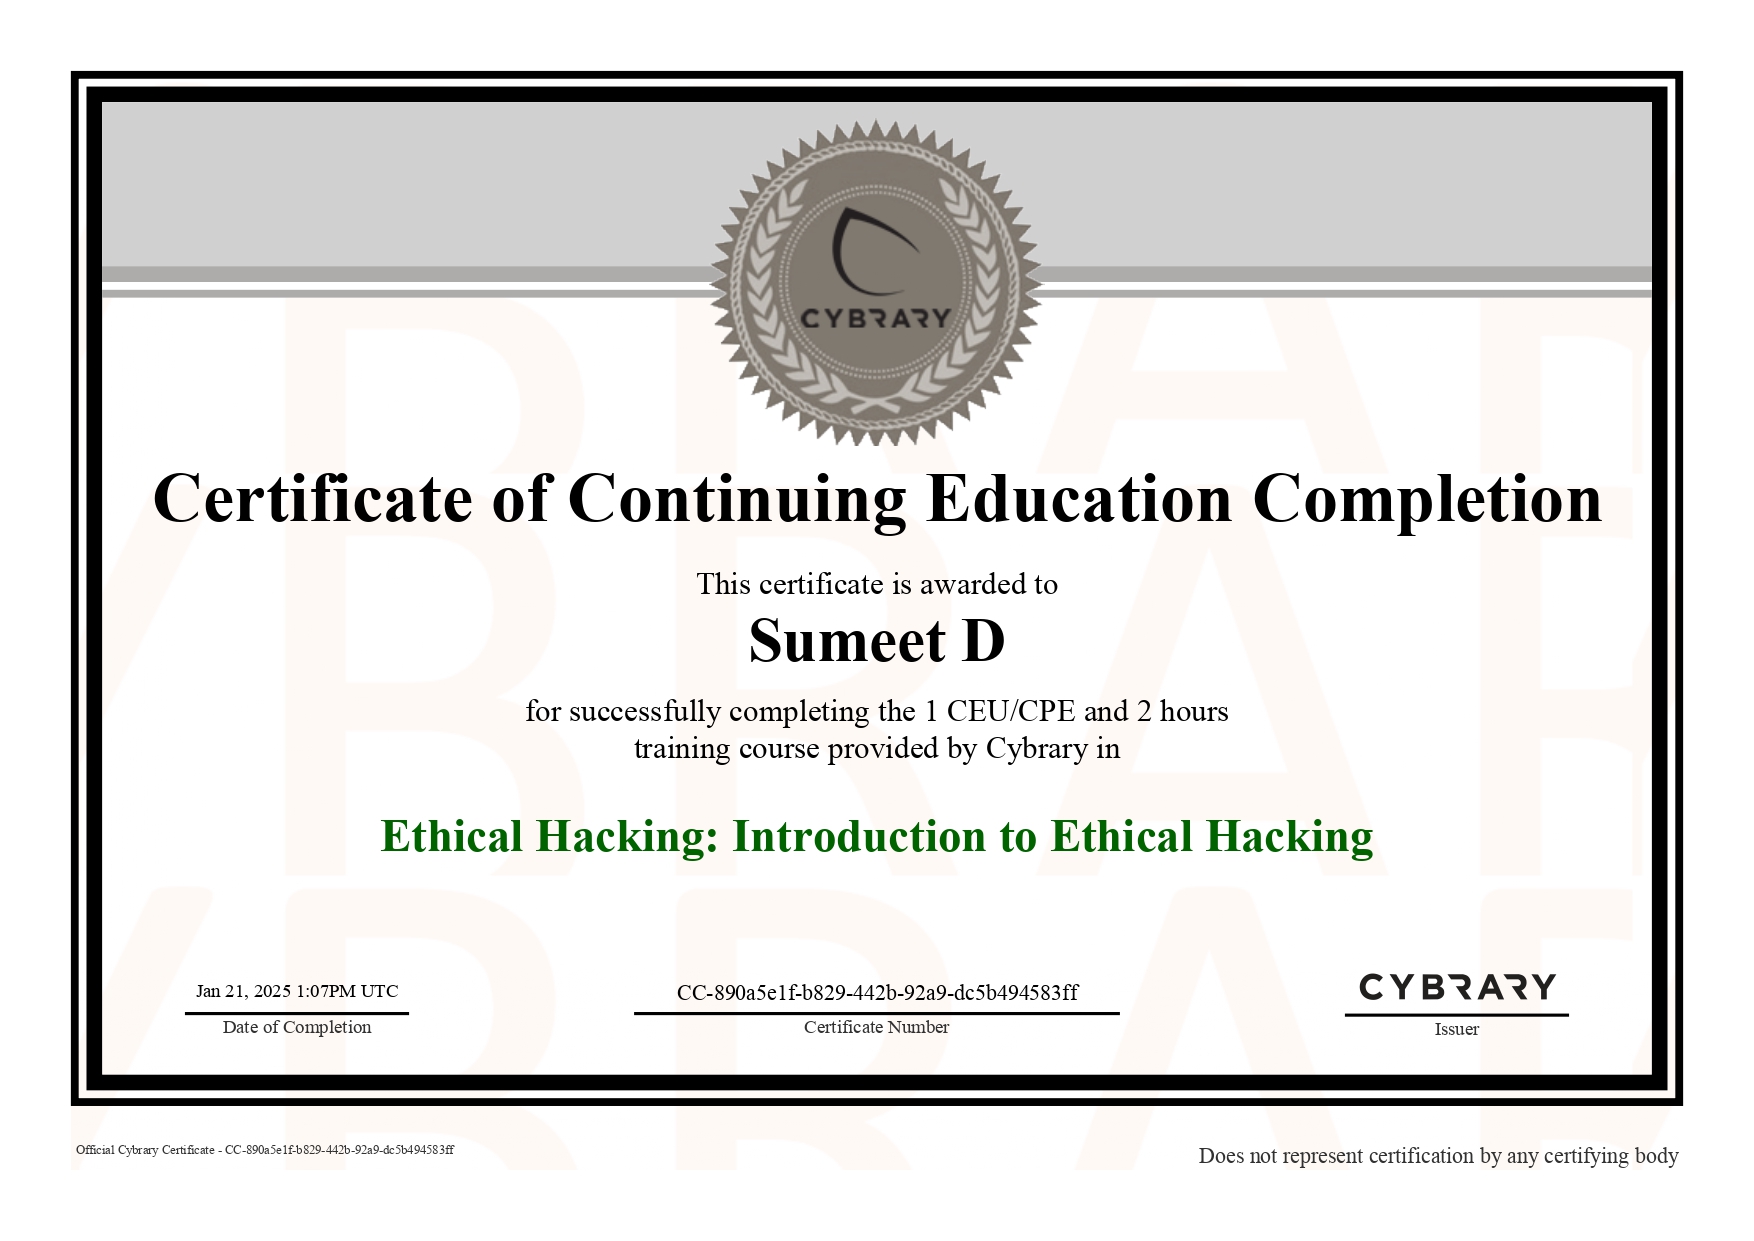 CYBRARY
Certificate of Continuing Education Completion
This certificate is awarded to
Sumeet D
for successfully completing the 1 CEU/CPE and 2 hours
training course provided by Cybrary in
Ethical Hacking: Introduction to Ethical Hacking
Jan 21, 2025 1:07PM UTC
Date of Completion
CC-890a5e1f-b829-442b-92a9-dc5b494583ff
Certificate Number
CYBRARY
Issuer
Official Cybrary Certificate - CC-890a5e1f-b829-442b-92a9-dc5b494583ff
Does not represent certification by any certifying body